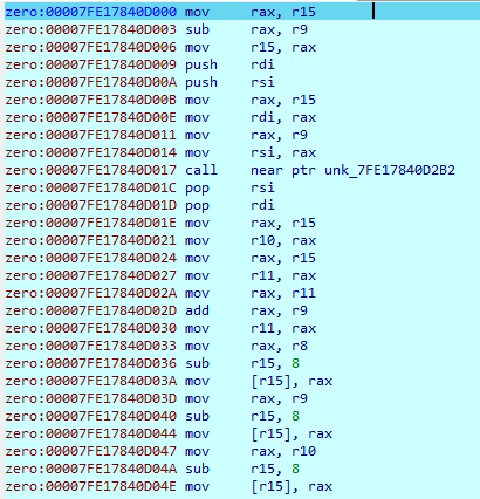 zero:00007FE17840D000 mov rax, r15
zero:00007FE17840D003 sub rax, r9
zero:00007FE17840D006 mov r15, rax
zero:00007FE17840D009 push rdi
zero:00007FE17840D00A push rsi
zero:00007FE17840D00B mov rax, r15
zero:00007FE17840D00E mov rdi, rax
zero:00007FE17840D011 mov rax, r9
zero:00007FE17840D014 mov rsi, rax
zero:00007FE17840D017 call near ptr unk_7FE17840D2B2
zero:00007FE17840D01C pop rsi
zero:00007FE17840D01D pop rdi
zero:00007FE17840D01E mov rax, r15
zero:00007FE17840D021 mov r10, rax
zero:00007FE17840D024 mov rax, r15
zero:00007FE17840D027 mov r11, rax
zero:00007FE17840D02A mov rax, r11
zero:00007FE17840D02D add rax, r9
zero:00007FE17840D030 mov r11, rax
zero:00007FE17840D033 mov rax, r8
zero:00007FE17840D036 sub r15, 8
zero:00007FE17840D03A mov [r15], rax
zero:00007FE17840D03D mov rax, r9
zero:00007FE17840D040 sub r15, 8
zero:00007FE17840D044 mov [r15], rax
zero:00007FE17840D047 mov rax, r10
zero:00007FE17840D04A sub r15, 8
zero:00007FE17840D04E mov [r15], rax